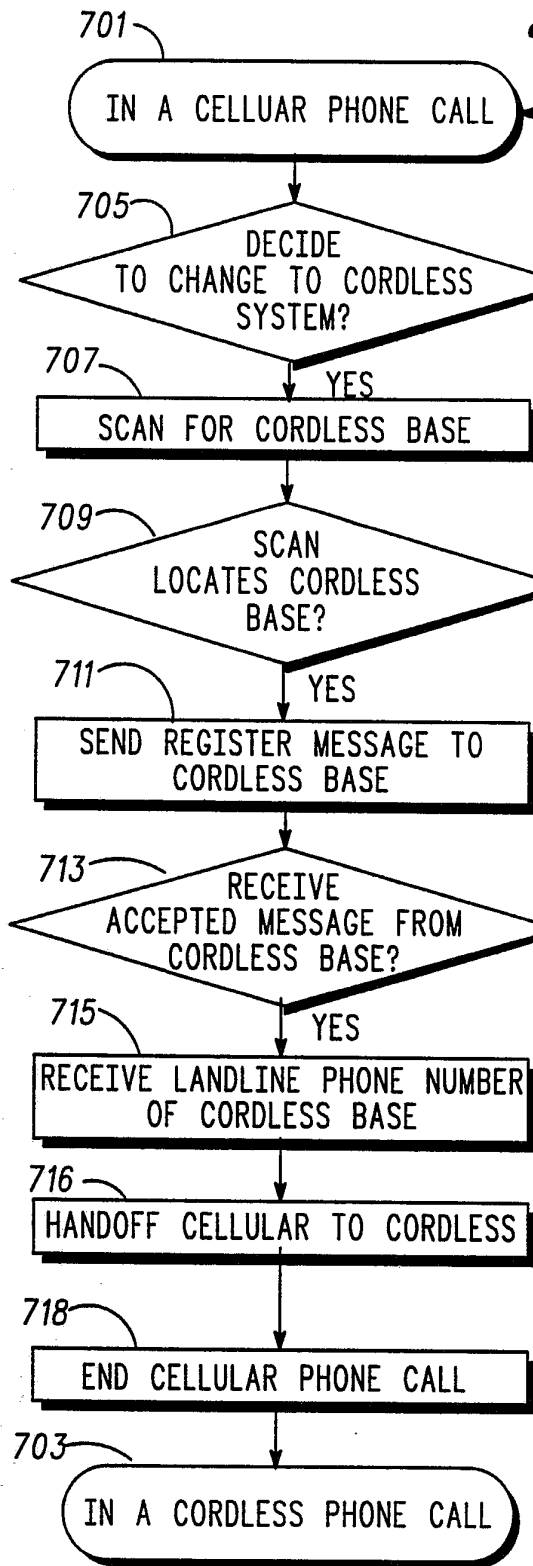 701
IN A CELLUAR PHONE CALL
705
DECIDE
TO CHANGE TO CORDLESS
SYSTEM?
YES
707
SCAN FOR CORDLESS BASE
709
SCAN
LOCATES CORDLESS
BASE?
YES
711
SEND REGISTER MESSAGE TO
CORDLESS BASE
713
RECEIVE
ACCEPTED MESSAGE FROM
CORDLESS BASE?
YES
715
RECEIVE LANDLINE PHONE NUMBER
OF CORDLESS BASE
716
HANDOFF CELLULAR TO CORDLESS
718
END CELLULAR PHONE CALL
703
IN A CORDLESS PHONE CALL